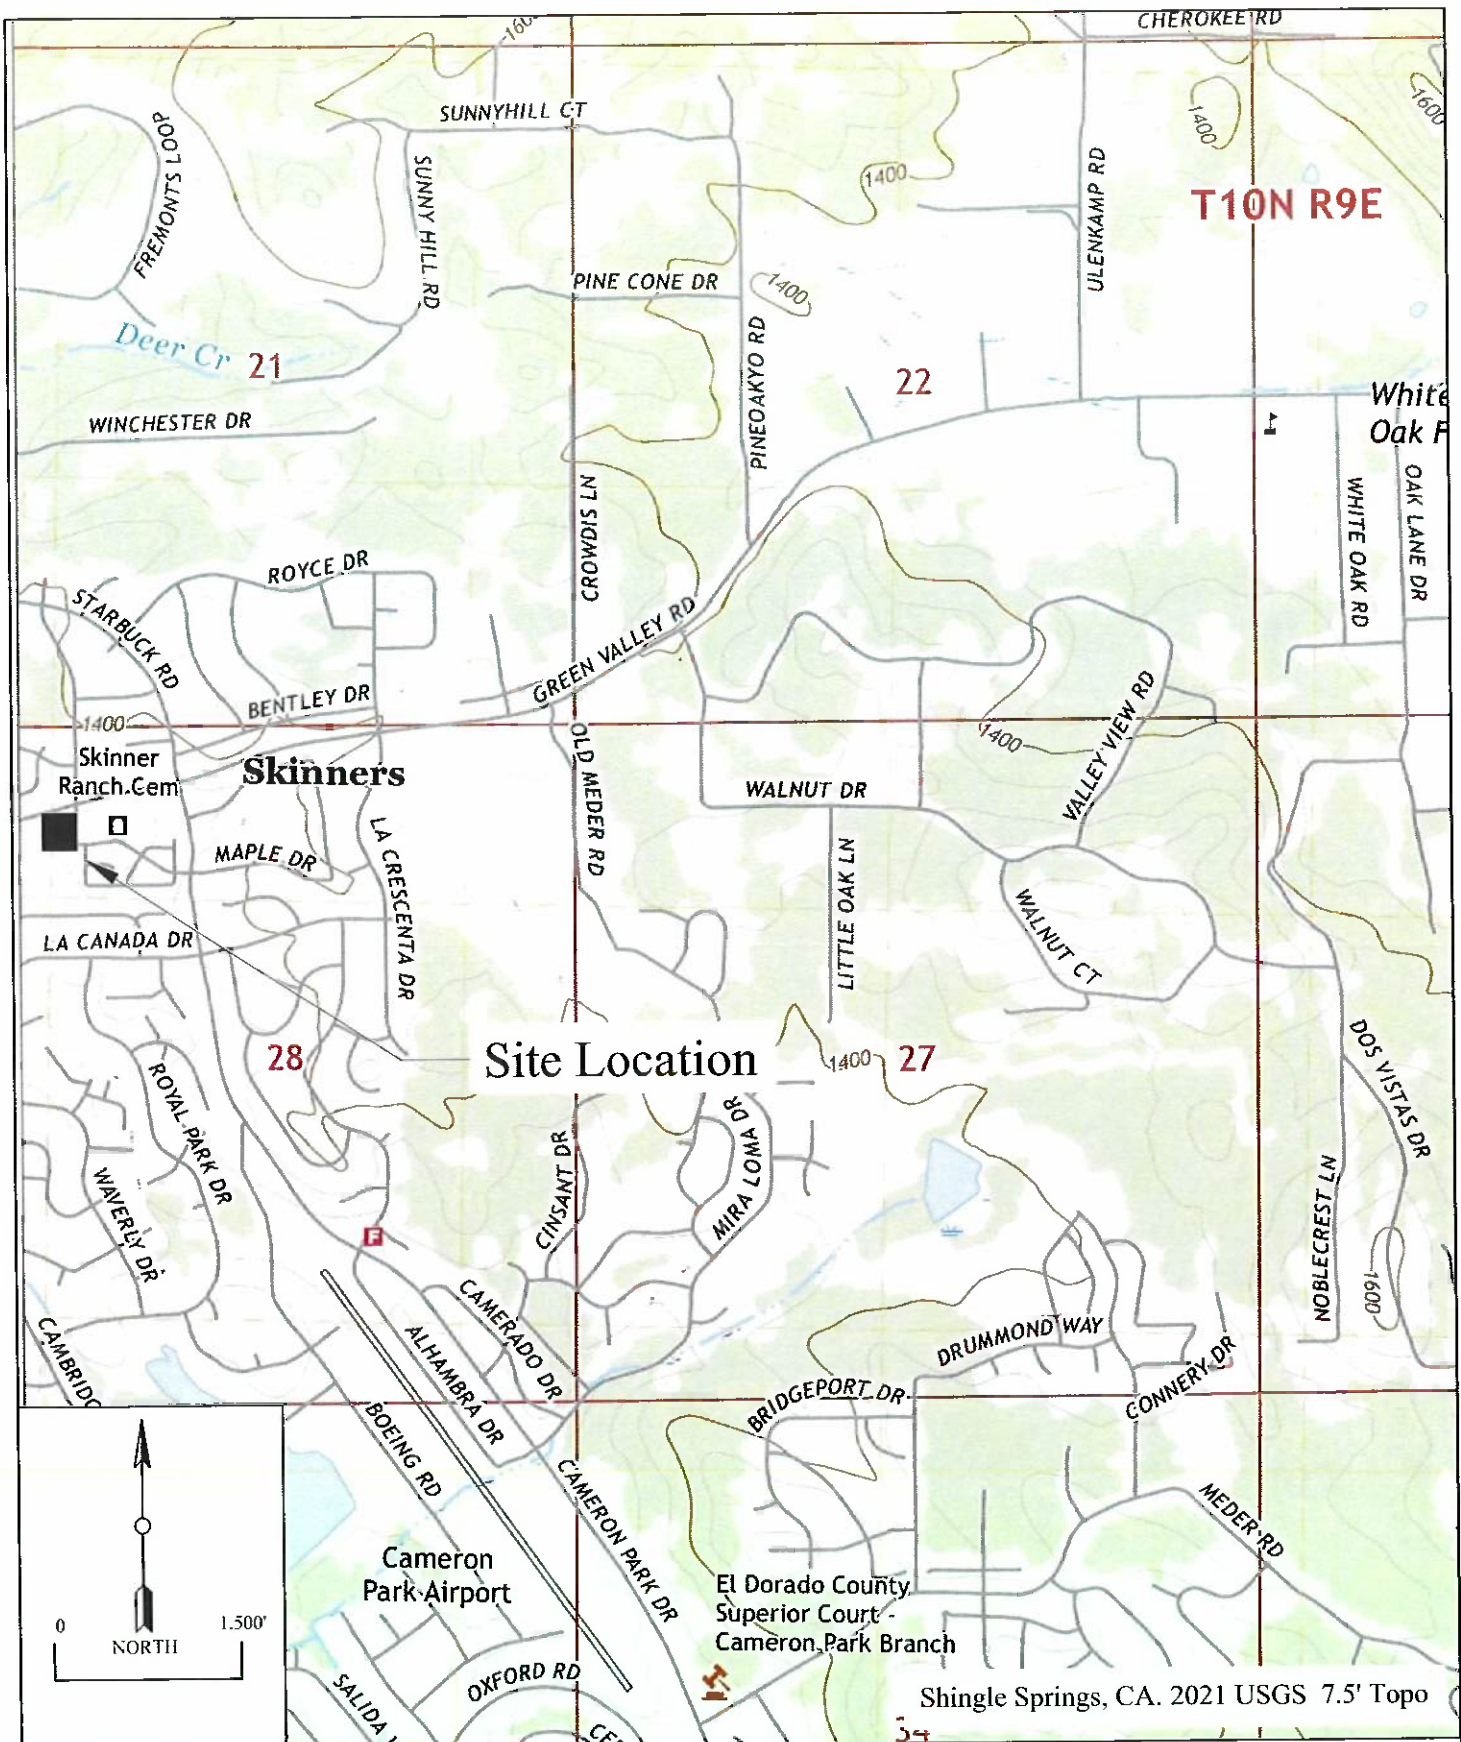 CHEROKEE RD
1600
SUNNYHILL CT
FREMONTS LOOP
SUNNY HILL RD
1400
ULENKAMP RD
1400
1600
T10N R9E
PINE CONE DR
1400
Deer Cr
21
PINEOAKYO RD
22
White
Oak F
WINCHESTER DR
CROWDIS LN
WHITE OAK RD
OAK LANE DR
ROYCE DR
STARBUCK RD
GREEN VALLEY RD
BENTLEY DR
1400
VALLEY VIEW RD
1400
Skinner
Ranch Cem
Skinners
OLD MEDER RD
WALNUT DR
MAPLE DR
LA CRESCENTA DR
LITTLE OAK LN
WALNUT CT
LA CANADA DR
28
Site Location
1400
27
DOS VISTAS DR
ROYAL PARK DR
CINSANT DR
MIRA LOMA DR
WAVERLY DR
NOBLECREST LN
F
1600
CAMERADO DR
CAMBRIDG
ALHAMBRA DR
DRUMMOND WAY
CONNERY DR
BRIDGEPORT DR
BOEING RD
CAMERON PARK DR
MEDER RD
Cameron
Park Airport
El Dorado County
Superior Court -
Cameron Park Branch
0
1.500'
NORTH
SALIDA
OXFORD RD
CE
Shingle Springs, CA. 2021 USGS 7.5' Topo
34